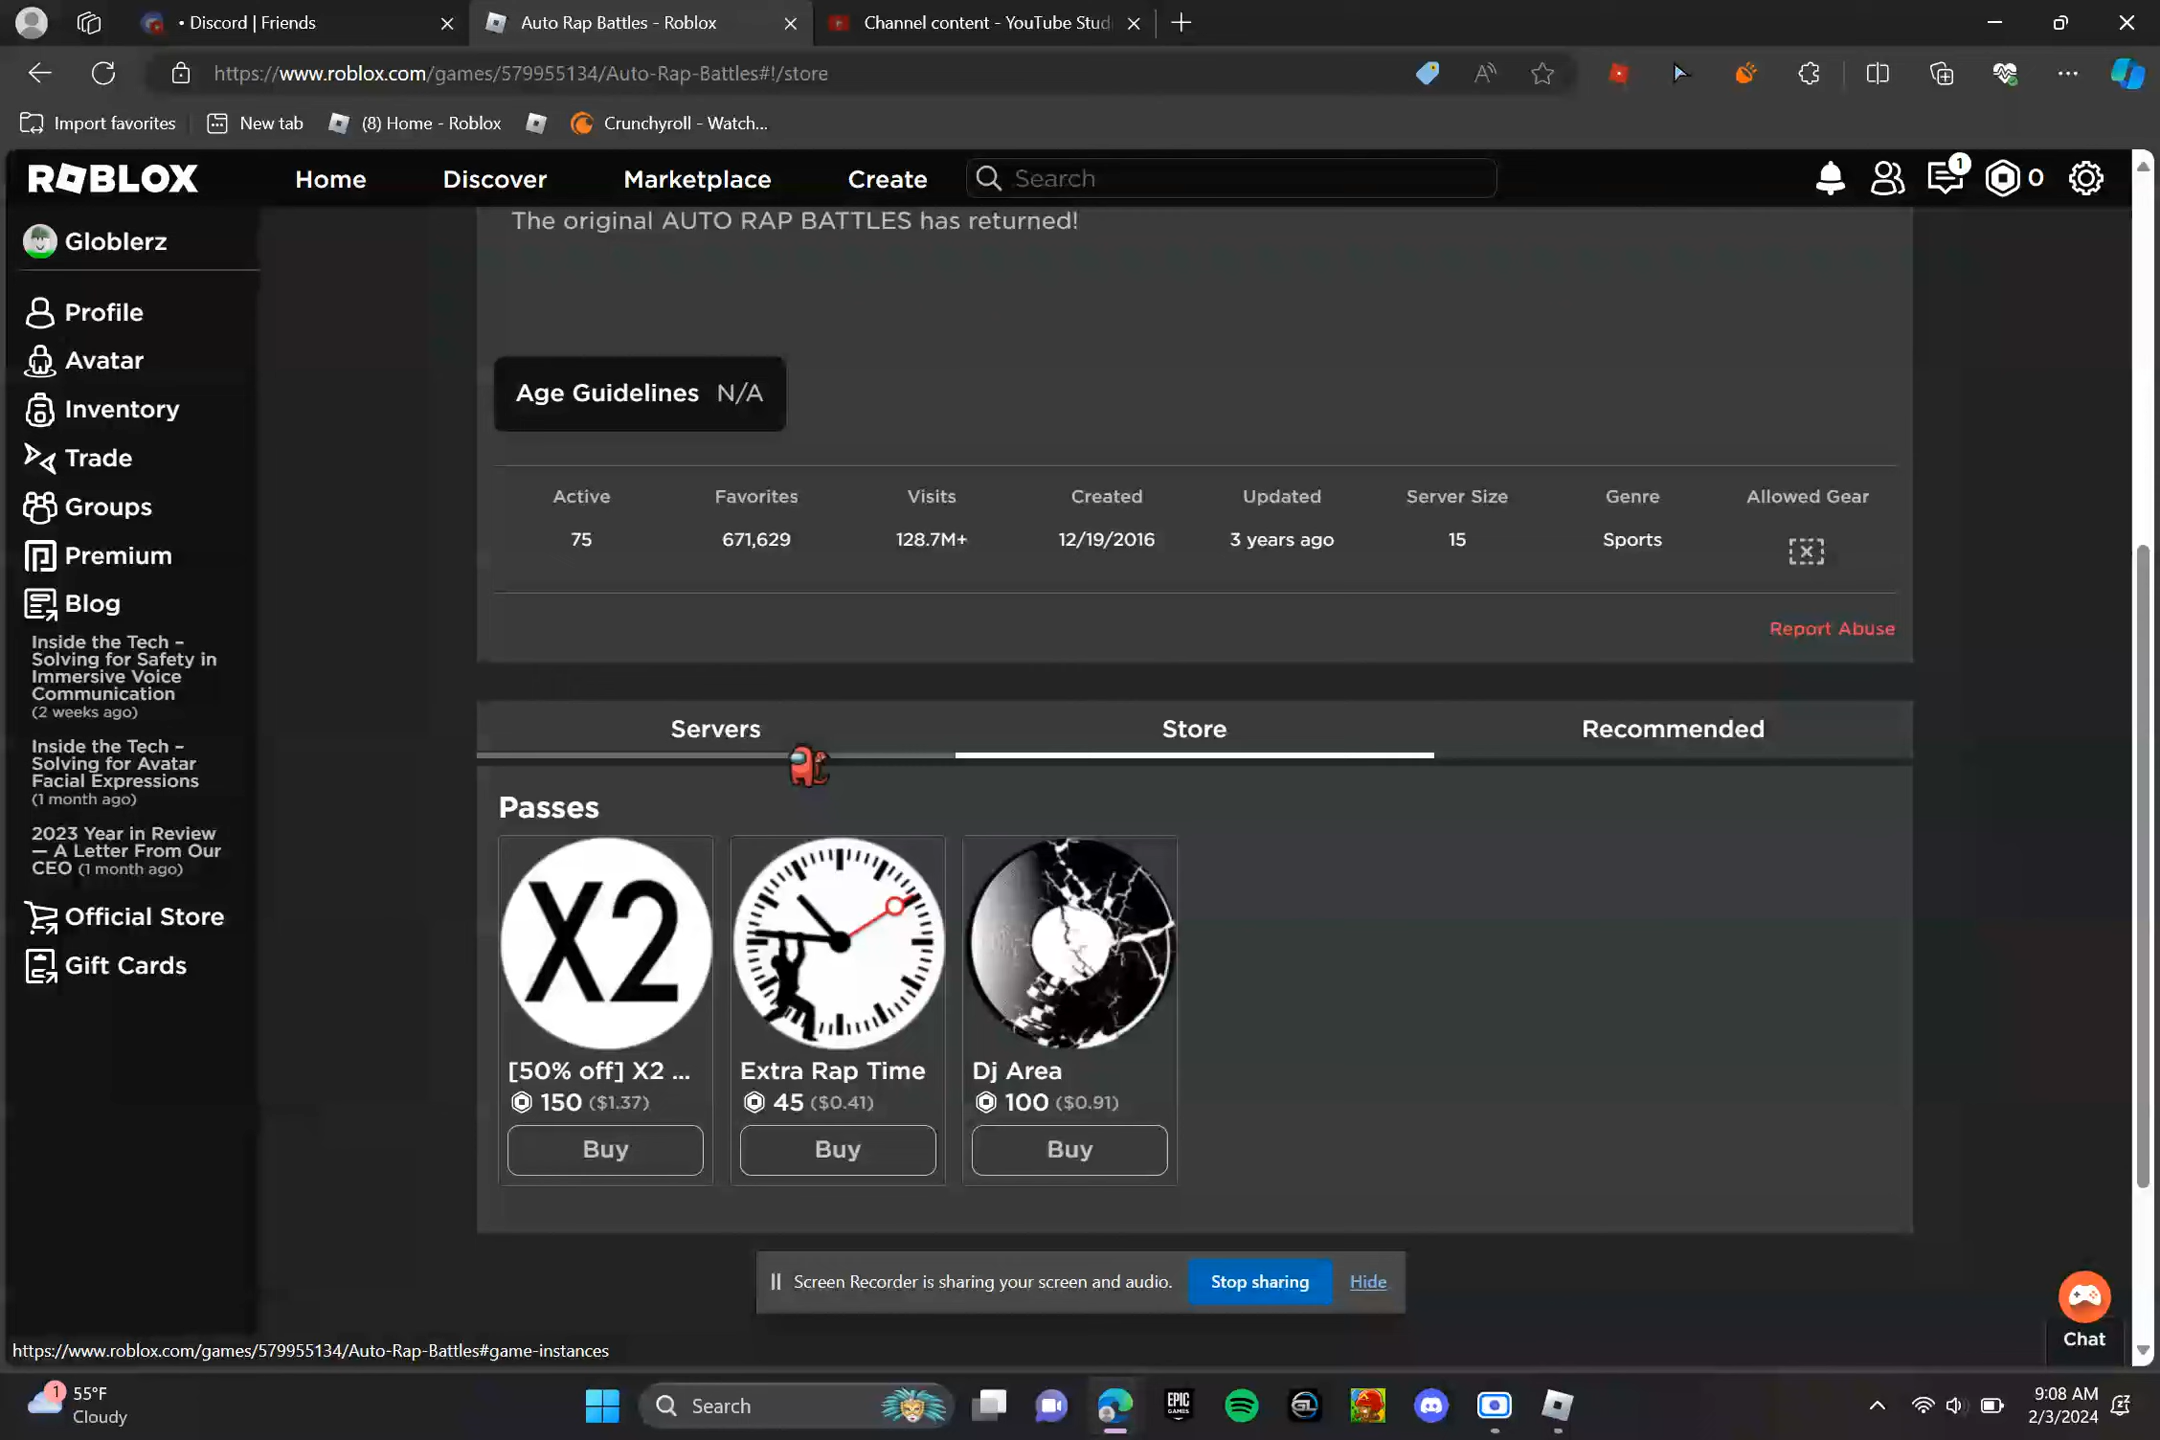 • Discord | Friends
Auto Rap Battles - Roblox
Channel content - YouTube Stud
https://www.roblox.com/games/579955134/Auto-Rap-Battles#!/store
Import favorites
New tab
(8) Home - Roblox
Crunchyroll - Watch...
ROBLOX
Home
Discover
Marketplace
Create
Search
1
0
Globlerz
Profile
Avatar
Inventory
Trade
Groups
Premium
Blog
Inside the Tech –
Solving for Safety in
Immersive Voice
Communication
(2 weeks ago)
Inside the Tech –
Solving for Avatar
Facial Expressions
(1 month ago)
2023 Year in Review
— A Letter From Our
CEO (1 month ago)
Official Store
Gift Cards
The original AUTO RAP BATTLES has returned!
Age Guidelines N/A
Active Favorites Visits Created Updated Server Size Genre Allowed Gear
75 671,629 128.7M+ 12/19/2016 3 years ago 15 Sports
Report Abuse
Servers Store Recommended
Passes
X2
[50% off] X2 ... Extra Rap Time Dj Area
150 ($1.37) 45 ($0.41) 100 ($0.91)
Buy Buy Buy
Screen Recorder is sharing your screen and audio. Stop sharing Hide
Chat
https://www.roblox.com/games/579955134/Auto-Rap-Battles#game-instances
1
55°F
Cloudy
Search
EPIC
GAMES
GL
9:08 AM
2/3/2024